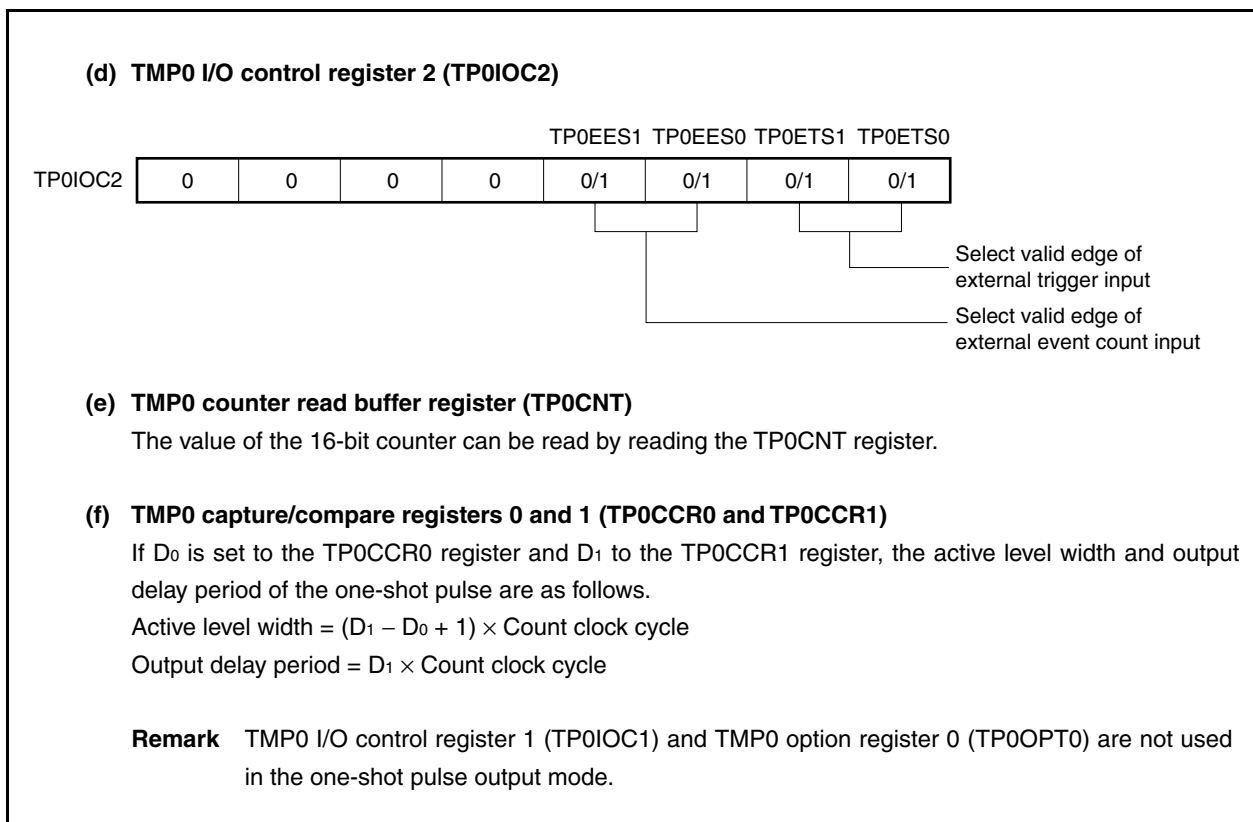 (d) TMP0 I/O control register 2 (TP0IOC2)
TP0EES1 TP0EES0 TP0ETS1 TP0ETS0
TP0IOC2 0 0 0 0 0/1 0/1 0/1 0/1
Select valid edge of
external trigger input
Select valid edge of
external event count input
(e) TMP0 counter read buffer register (TP0CNT)
The value of the 16-bit counter can be read by reading the TP0CNT register.
(f) TMP0 capture/compare registers 0 and 1 (TP0CCR0 and TP0CCR1)
If D0 is set to the TP0CCR0 register and D1 to the TP0CCR1 register, the active level width and output
delay period of the one-shot pulse are as follows.
Active level width = (D1 − D0 + 1) × Count clock cycle
Output delay period = D1 × Count clock cycle
Remark TMP0 I/O control register 1 (TP0IOC1) and TMP0 option register 0 (TP0OPT0) are not used
in the one-shot pulse output mode.